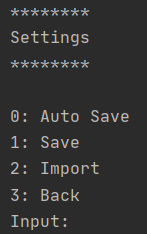 ********
Settings
********
0: Auto Save
1: Save
2: Import
3: Back
Input: